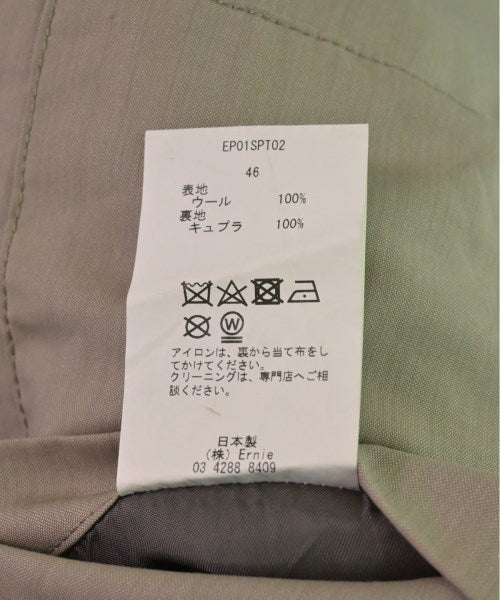 EP01SPT02
46
表地
ウール 100%
裏地
キュプラ 100%
W
アイロンは、裏から当て布をし
てかけてください。
クリーニングは、専門店へご相
談ください。
日本製
(株) Ernie
03 4288 8409